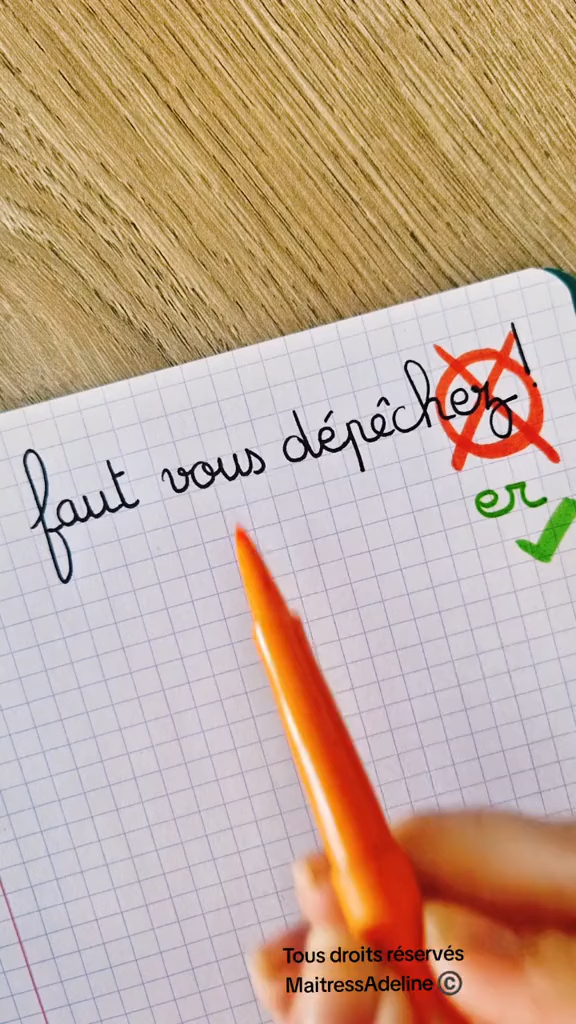 faut vous dépêchez !
er
Tous droits réservés
MaitressAdeline ©